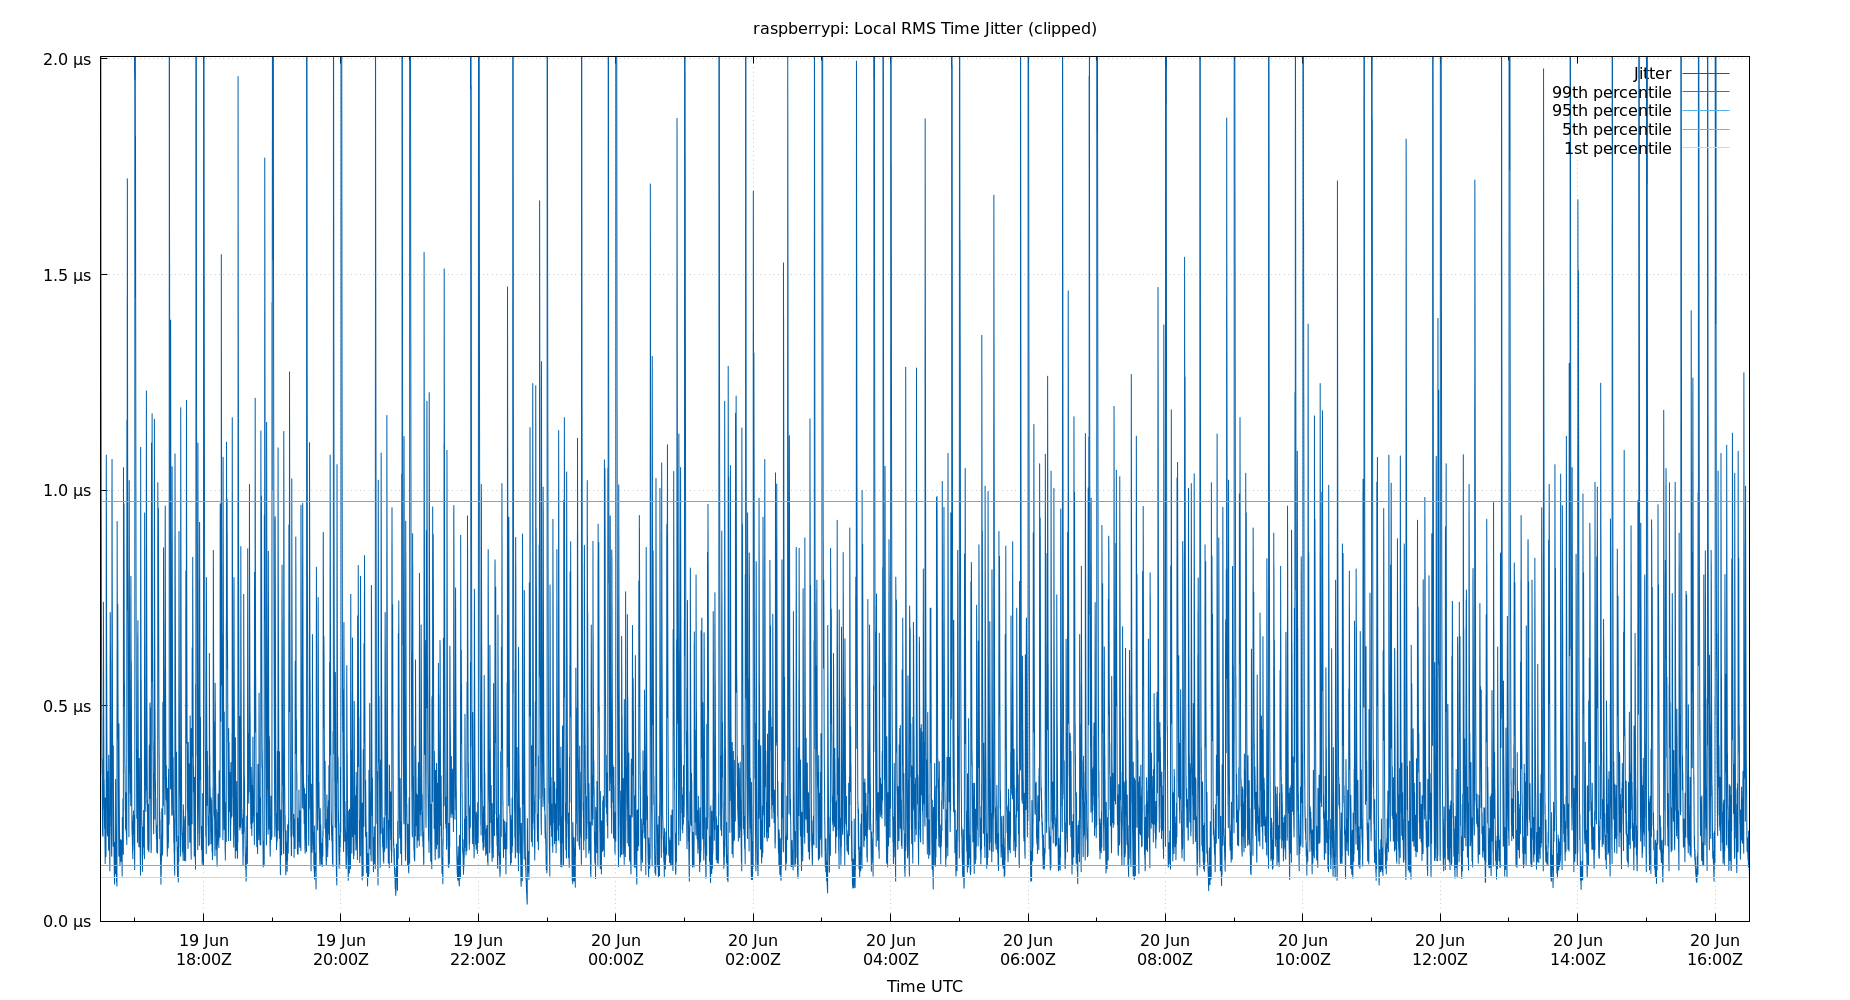 raspberrypi: Local RMS Time Jitter (clipped)
2.0 µs
1.5 µs
1.0 µs
0.5 µs
0.0 µs
Jitter
99th percentile
95th percentile
5th percentile
1st percentile
19 Jun 19 Jun 19 Jun 20 Jun 20 Jun 20 Jun 20 Jun 20 Jun 20 Jun 20 Jun 20 Jun 20 Jun
18:00Z 20:00Z 22:00Z 00:00Z 02:00Z 04:00Z 06:00Z 08:00Z 10:00Z 12:00Z 14:00Z 16:00Z
Time UTC